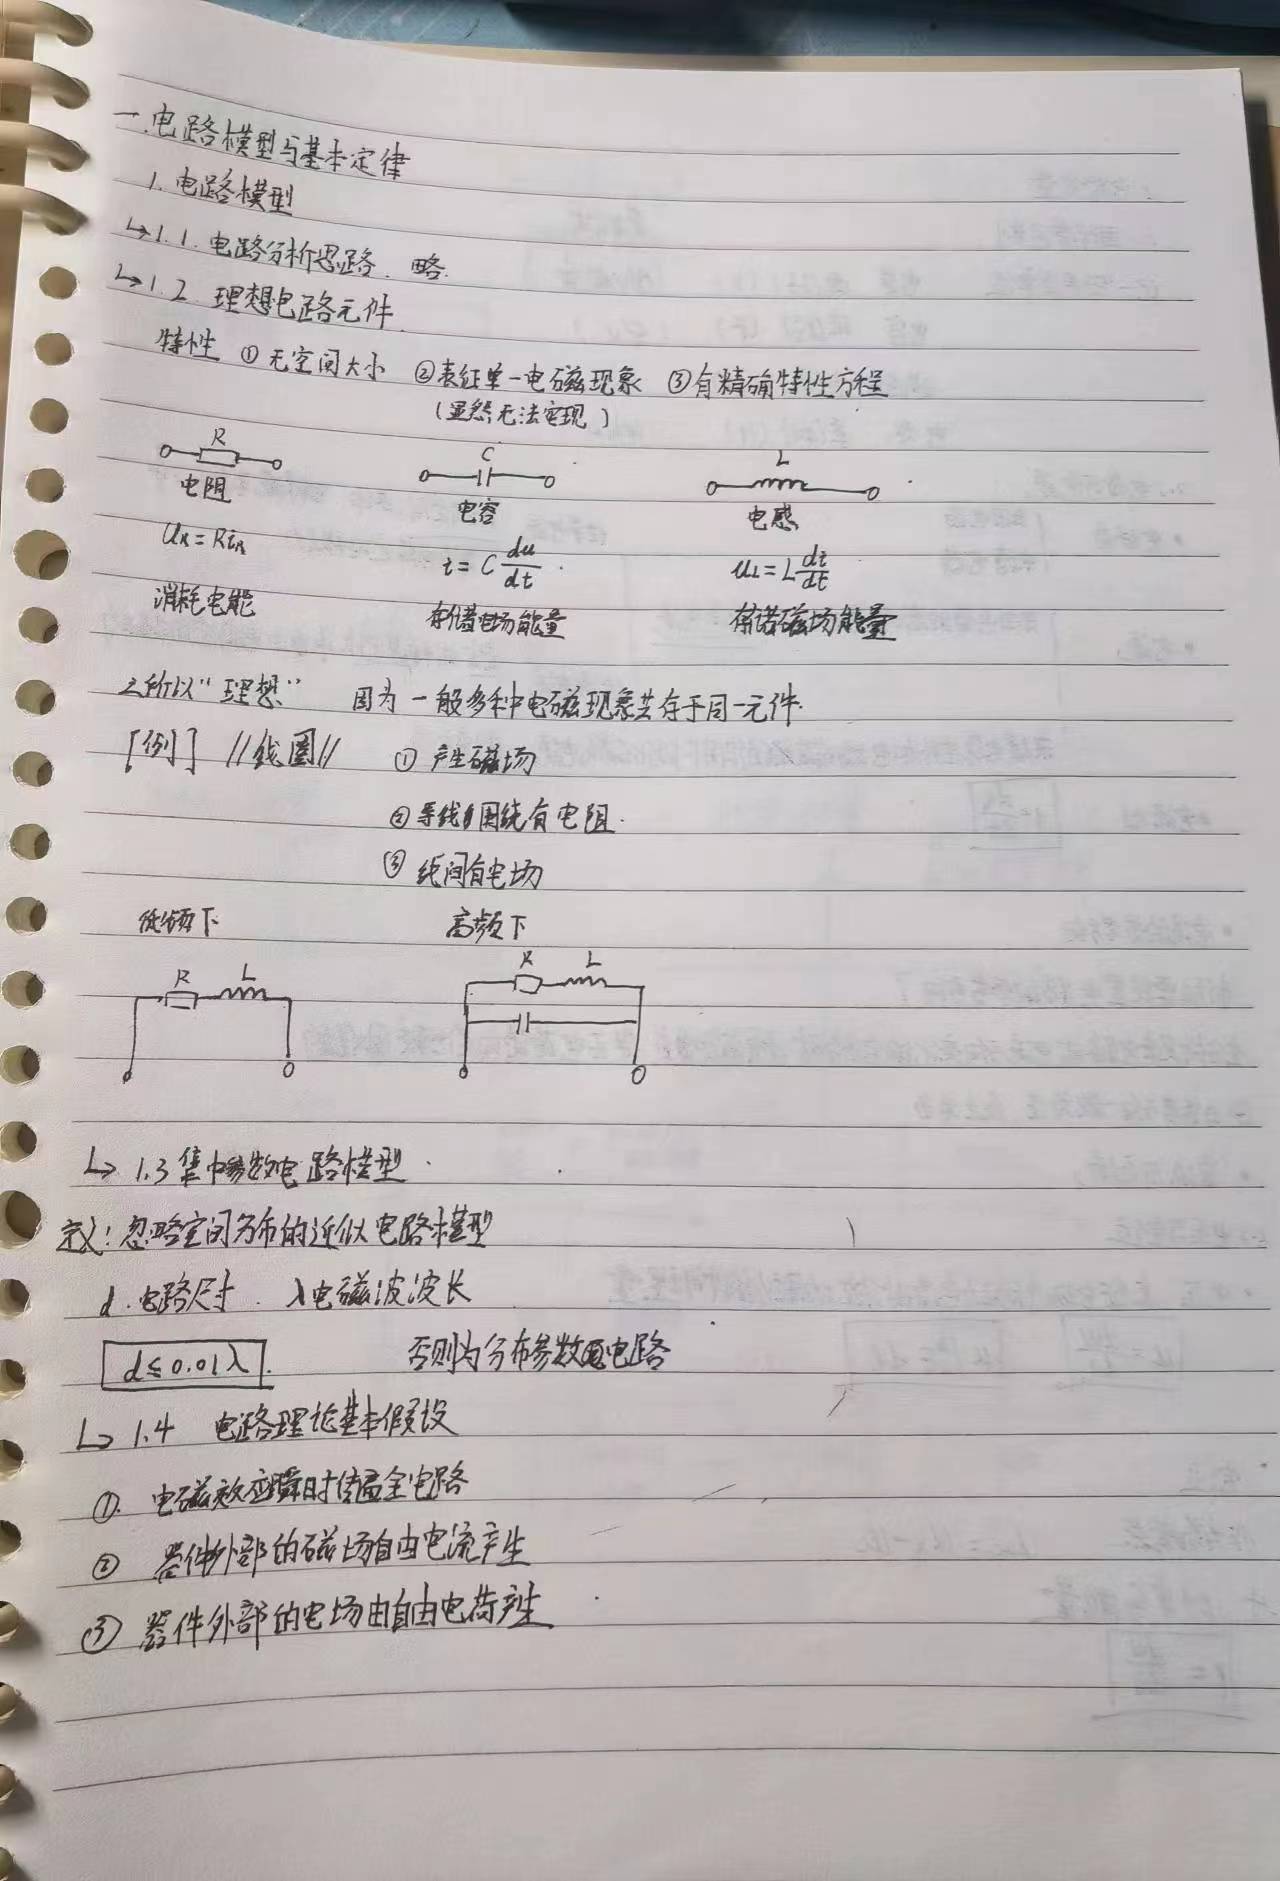 一.电路模型与基本定律
1.电路模型
↳1.1.电路分析思路.略.
↳1.2 理想电路元件.
特性 ①无空间大小 ②表征单一电磁现象 ③有精确特性方程
(显然无法实现)
R C L
电阻 电容 电感
u_R=Ri_R i=C du/dt u_L=L di/dt
消耗电能 存储电场能量 存储磁场能量
之所以“理想” 因为一般多种电磁现象共存于同一元件.
[例] //线圈// ①产生磁场
②导线围绕有电阻.
③线间有电场
低频下 高频下
R L R L
↳1.3集中参数电路模型.
定义:忽略空间分布的近似电路模型
d.电路尺寸. λ电磁波波长
d≤0.01λ. 否则为分布参数电路
↳1.4 电路理论基本假设
①.电磁效应瞬时传遍全电路
② 器件外部的磁场自由电流产生
③ 器件外部的电场由自由电荷产生